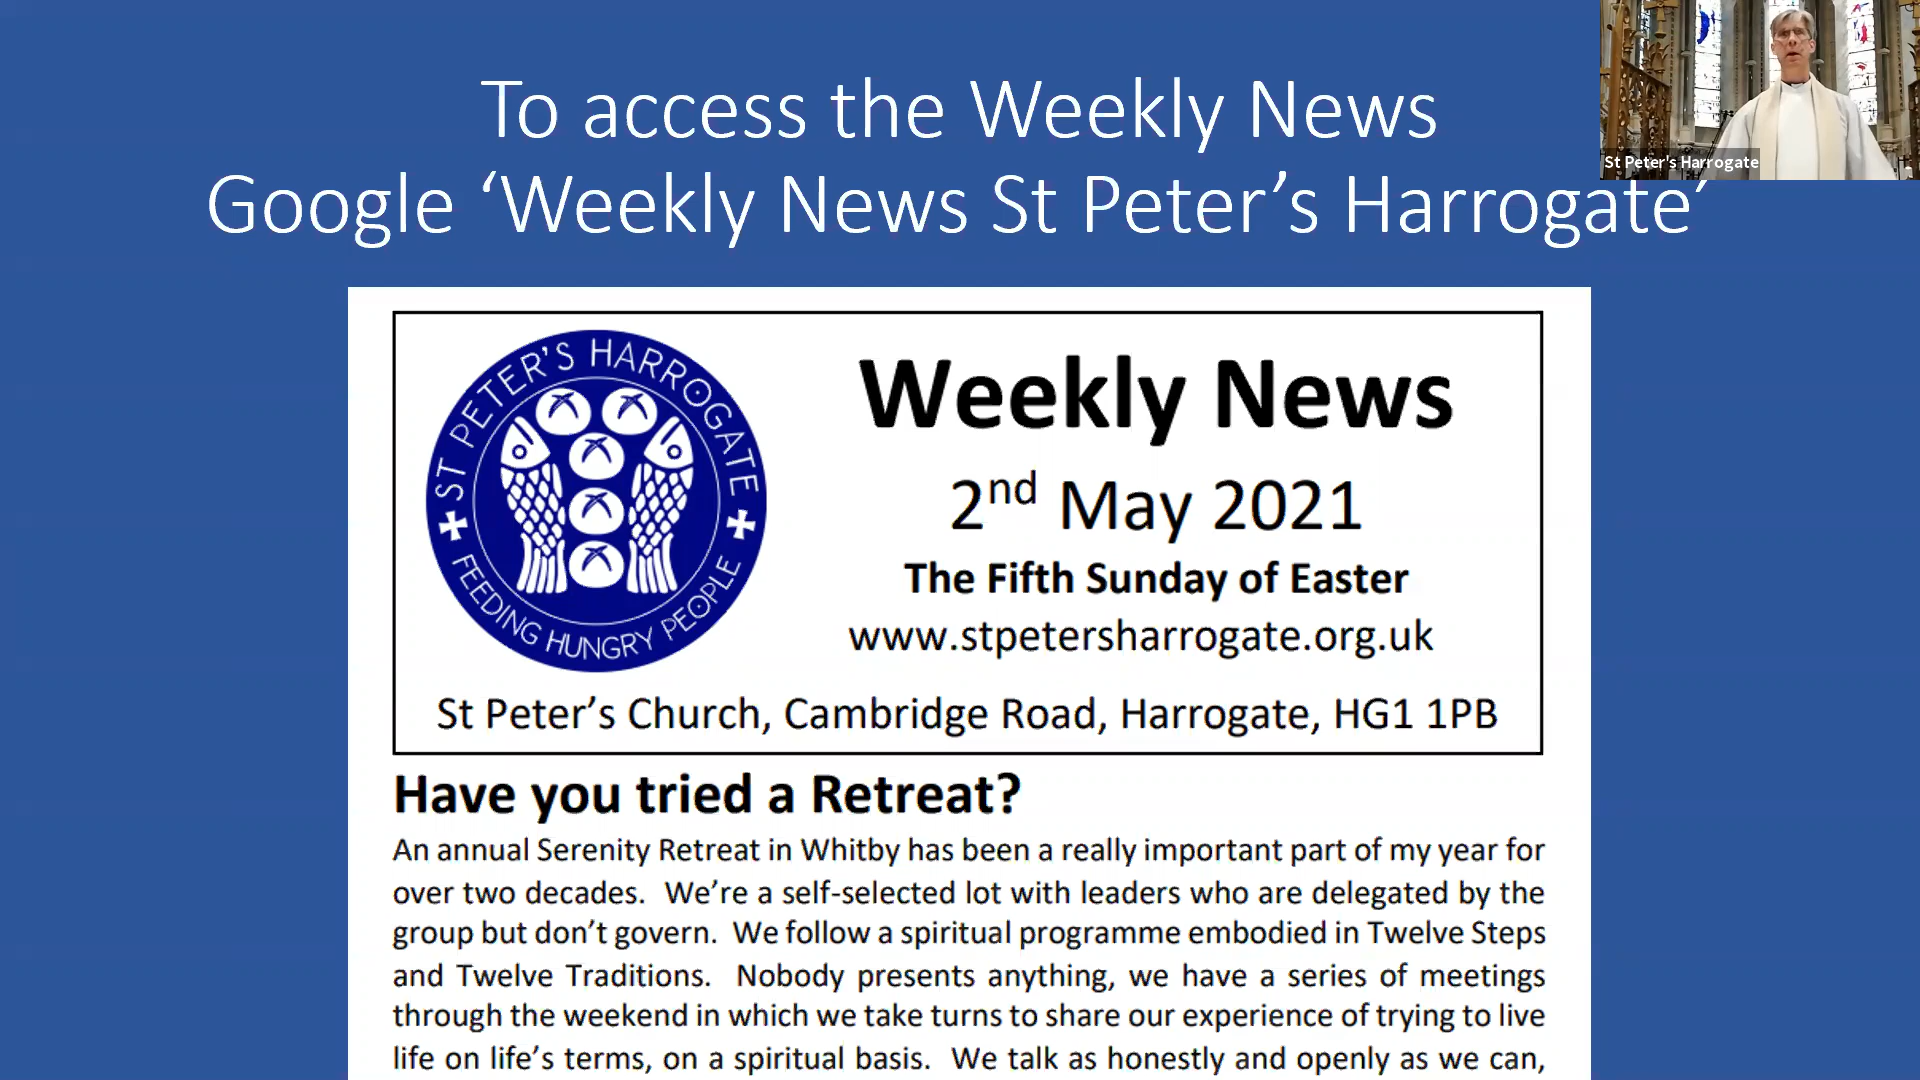 To access the Weekly News
Google ‘Weekly News St Peter’s Harrogate’
St Peter's Harrogate
ST PETER'S HARROGATE
FEEDING HUNGRY PEOPLE
Weekly News
2nd May 2021
The Fifth Sunday of Easter
www.stpetersharrogate.org.uk
St Peter’s Church, Cambridge Road, Harrogate, HG1 1PB
Have you tried a Retreat?
An annual Serenity Retreat in Whitby has been a really important part of my year for
over two decades. We’re a self-selected lot with leaders who are delegated by the
group but don’t govern. We follow a spiritual programme embodied in Twelve Steps
and Twelve Traditions. Nobody presents anything, we have a series of meetings
through the weekend in which we take turns to share our experience of trying to live
life on life’s terms, on a spiritual basis. We talk as honestly and openly as we can,